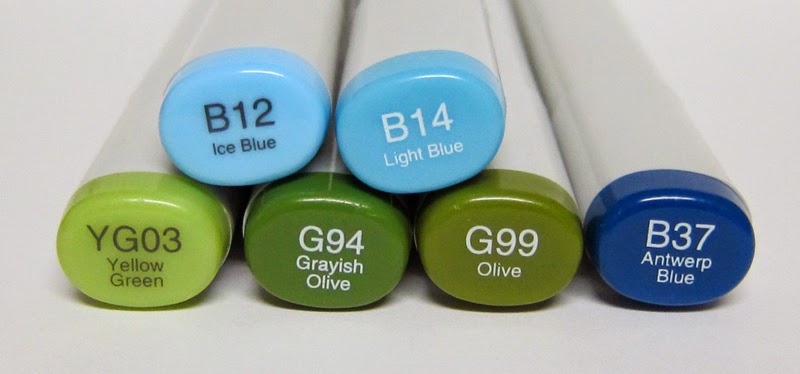 B12
Ice Blue
B14
Light Blue
YG03
Yellow
Green
G94
Grayish
Olive
G99
Olive
B37
Antwerp
Blue